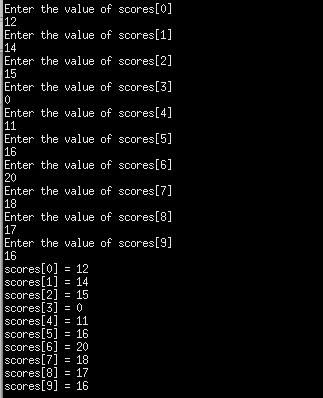 Enter the value of scores[0]
12
Enter the value of scores[1]
14
Enter the value of scores[2]
15
Enter the value of scores[3]
0
Enter the value of scores[4]
11
Enter the value of scores[5]
16
Enter the value of scores[6]
20
Enter the value of scores[7]
18
Enter the value of scores[8]
17
Enter the value of scores[9]
16
scores[0] = 12
scores[1] = 14
scores[2] = 15
scores[3] = 0
scores[4] = 11
scores[5] = 16
scores[6] = 20
scores[7] = 18
scores[8] = 17
scores[9] = 16